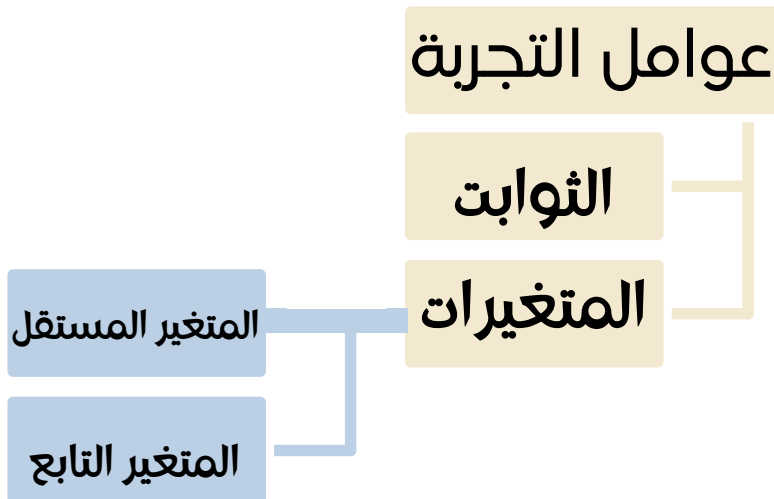 عوامل التجربة
الثوابت
المتغيرات
المتغير المستقل
المتغير التابع